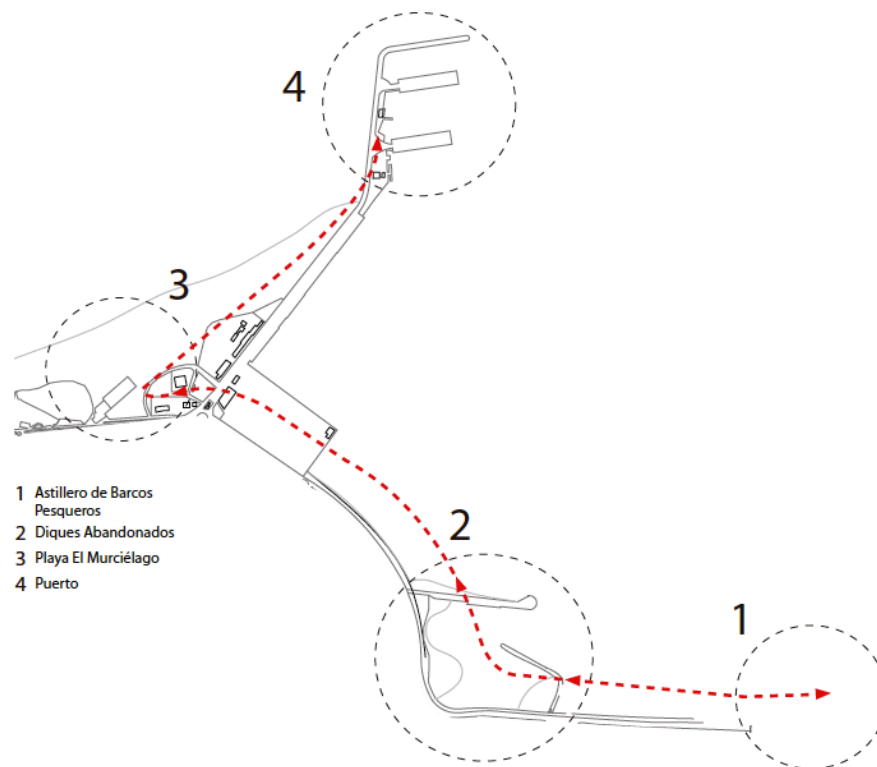 4
3
2
1
1 Astillero de Barcos
Pesqueros
2 Diques Abandonados
3 Playa El Murciélago
4 Puerto